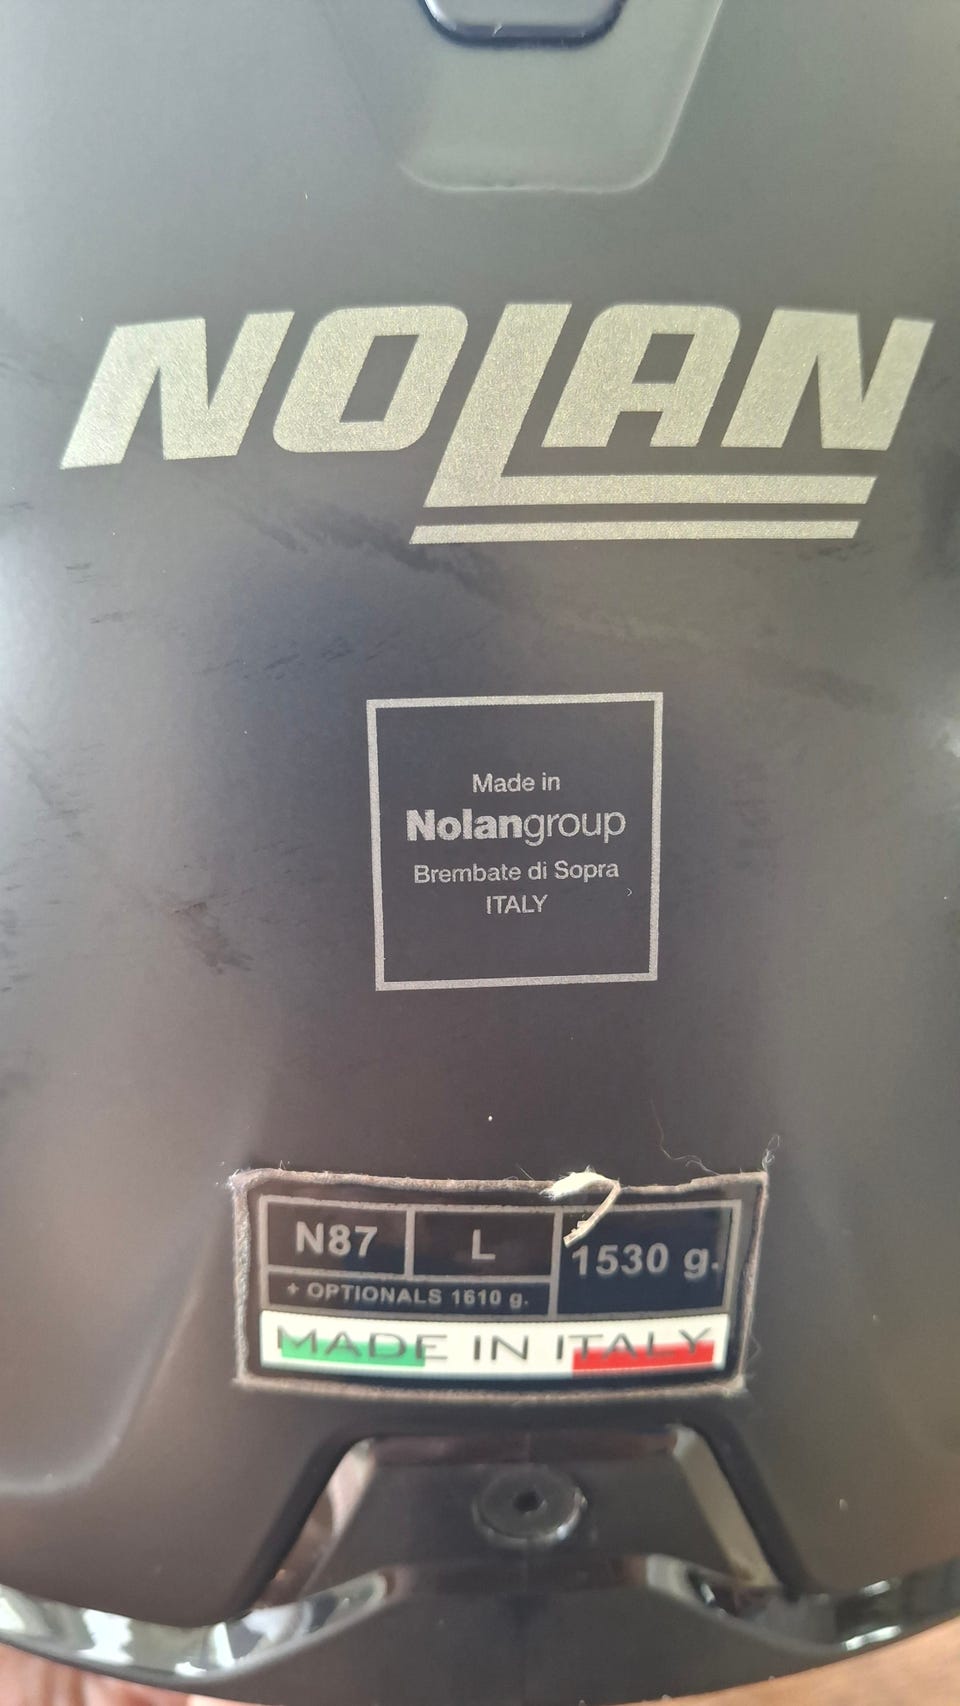 NOLAN
Made in
Nolangroup
Brembate di Sopra
ITALY
N87 L 1530 g.
+ OPTIONALS 1610 g.
MADE IN ITALY